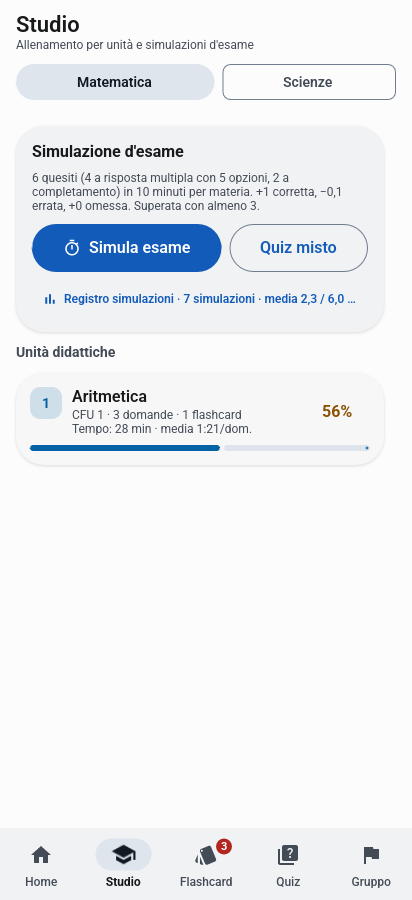 Studio
Allenamento per unità e simulazioni d'esame
Matematica
Scienze
Simulazione d'esame
6 quesiti (4 a risposta multipla con 5 opzioni, 2 a
completamento) in 10 minuti per materia. +1 corretta, −0,1
errata, +0 omessa. Superata con almeno 3.
Simula esame
Quiz misto
Registro simulazioni · 7 simulazioni · media 2,3 / 6,0 ...
Unità didattiche
1
Aritmetica
CFU 1 · 3 domande · 1 flashcard
Tempo: 28 min · media 1:21/dom.
56%
3
Home
Studio
Flashcard
Quiz
Gruppo